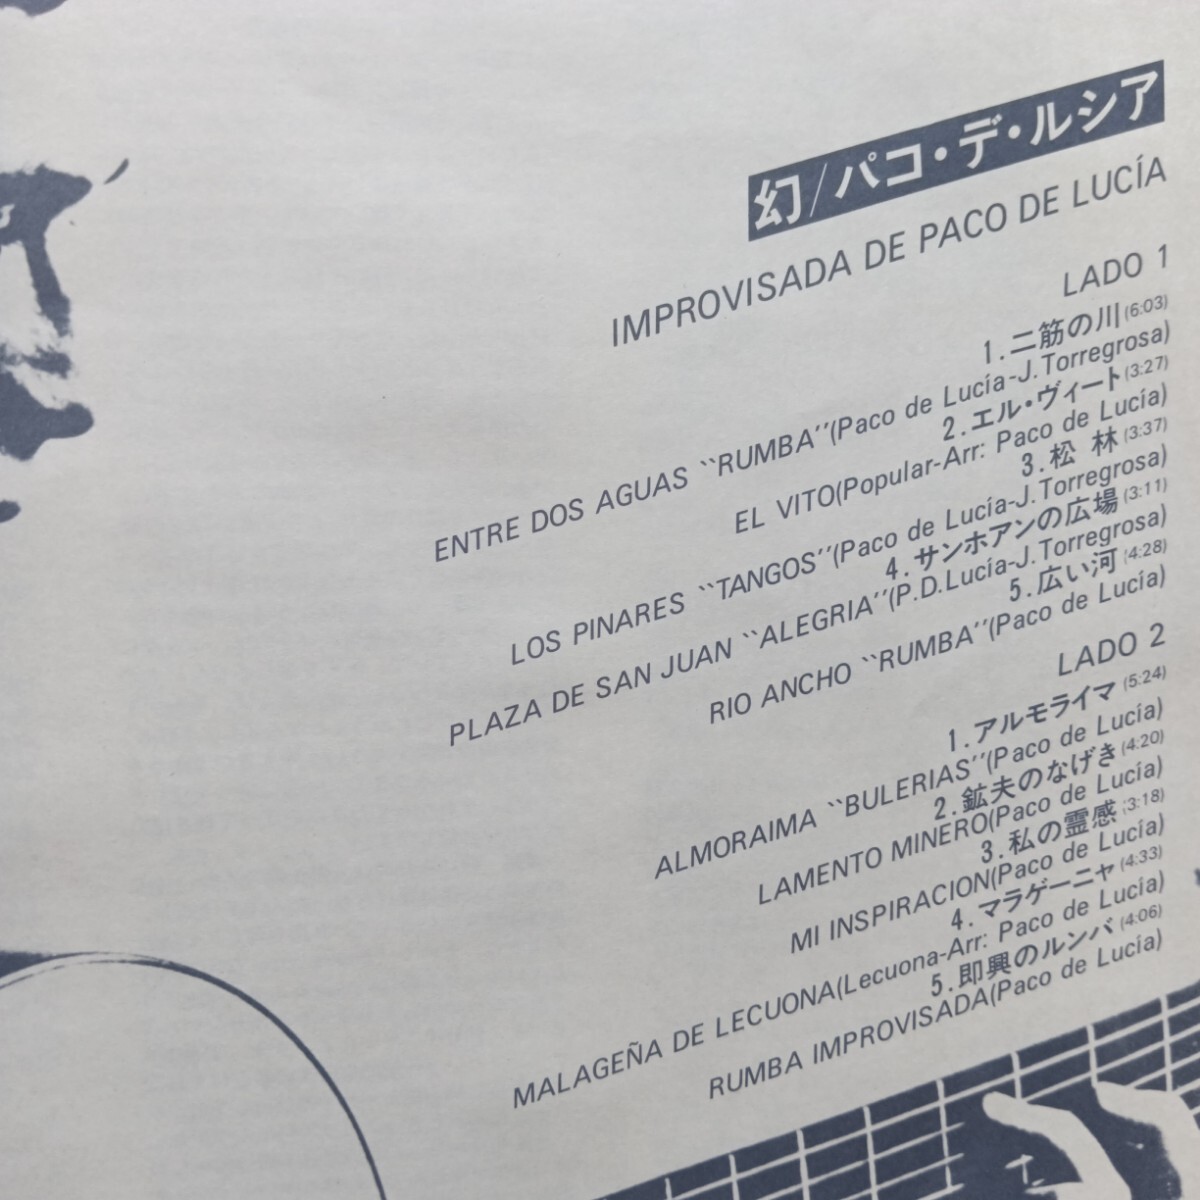 幻/パコ・デ・ルシア
IMPROVISADA DE PACO DE LUCÍA
LADO 1
1.二筋の川(6:03)
ENTRE DOS AGUAS "RUMBA"(Paco de Lucía-J.Torregrosa)
2.エル・ヴィート(3:27)
EL VITO(Popular-Arr: Paco de Lucía)
3.松 林(3:37)
LOS PINARES "TANGOS"(Paco de Lucía-J.Torregrosa)
4.サンホアンの広場(3:11)
PLAZA DE SAN JUAN "ALEGRIA"(P.D.Lucía-J.Torregrosa)
5.広い河(4:28)
RIO ANCHO "RUMBA"(Paco de Lucía)
LADO 2
1.アルモライマ(5:24)
ALMORAIMA "BULERIAS"(Paco de Lucía)
2.鉱夫のなげき(4:20)
LAMENTO MINERO(Paco de Lucía)
3.私の霊感(3:18)
MI INSPIRACION(Paco de Lucía)
4.マラゲーニャ(4:33)
MALAGEÑA DE LECUONA(Lecuona-Arr: Paco de Lucía)
5.即興のルンバ(4:06)
RUMBA IMPROVISADA(Paco de Lucía)